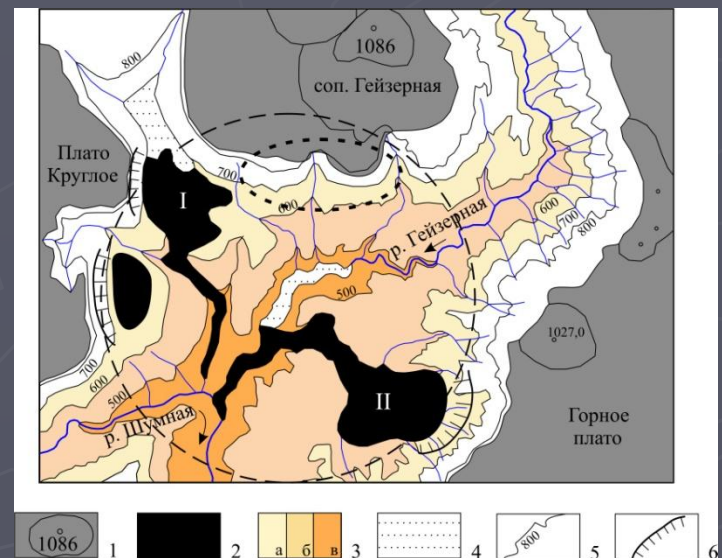 1086
соп. Гейзерная
800
Плато
Круглое
I
700
600
р. Гейзерная
600
700
800
500
1027,0
700
600
500
р. Шумная
II
Горное
плато
1086 1 2 а б в 3 4 800 5 6